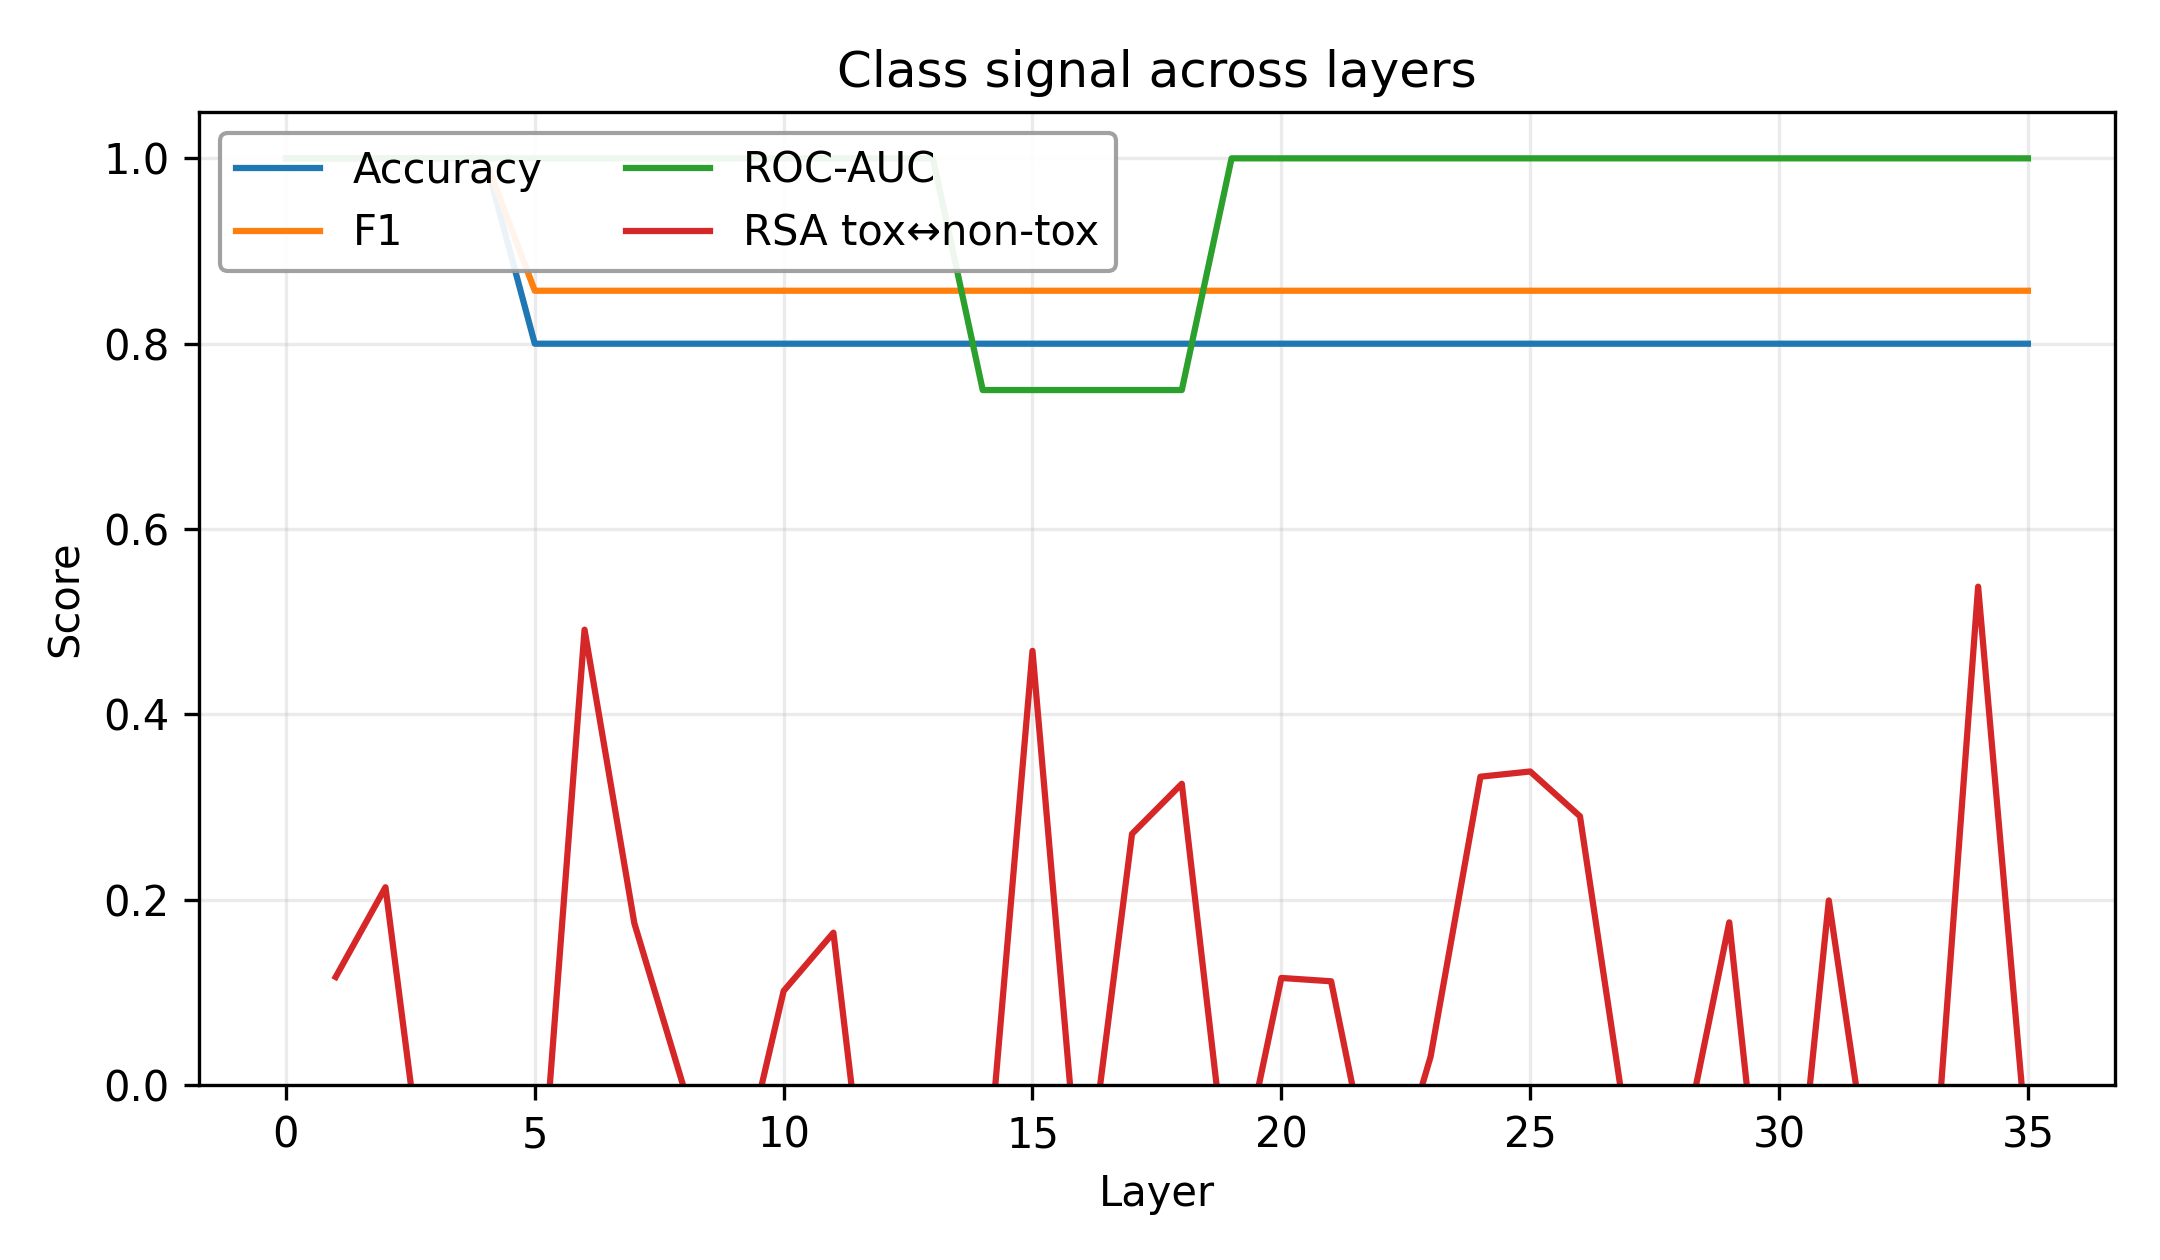 Class signal across layers
Accuracy
F1
ROC-AUC
RSA tox↔non-tox
Score
1.0
0.8
0.6
0.4
0.2
0.0
0 5 10 15 20 25 30 35
Layer